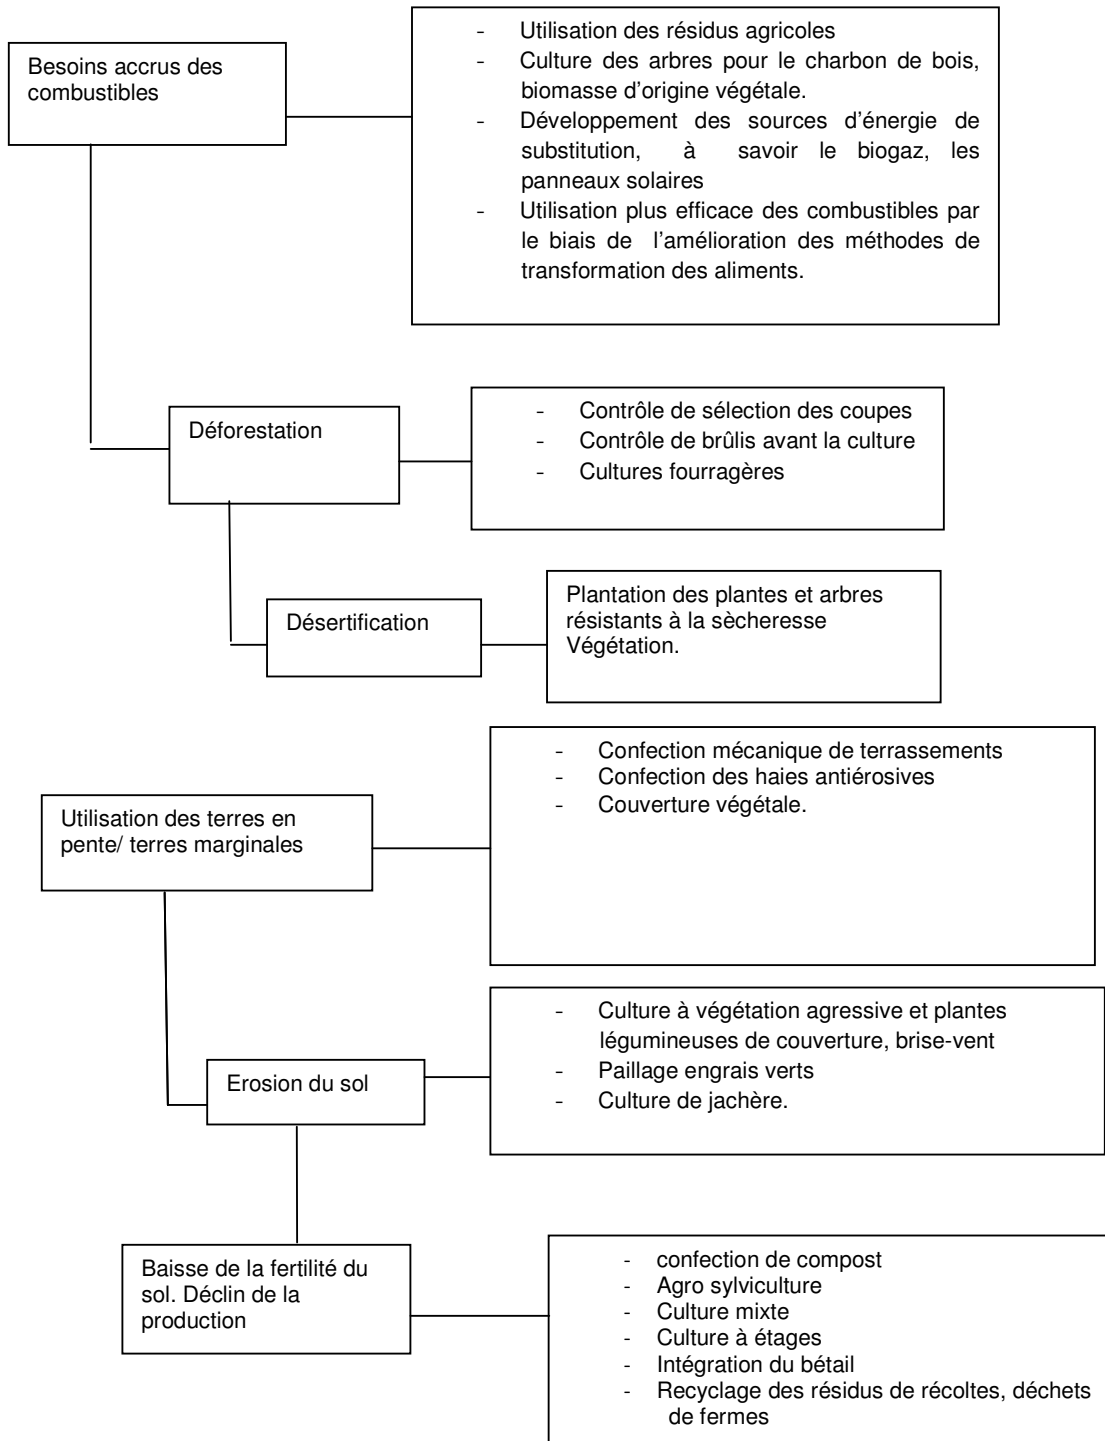 Besoins accrus des
combustibles
- Utilisation des résidus agricoles
- Culture des arbres pour le charbon de bois,
biomasse d'origine végétale.
- Développement des sources d'énergie de
substitution, à savoir le biogaz, les
panneaux solaires
- Utilisation plus efficace des combustibles par
le biais de l'amélioration des méthodes de
transformation des aliments.
Déforestation
- Contrôle de sélection des coupes
- Contrôle de brûlis avant la culture
- Cultures fourragères
Désertification
Plantation des plantes et arbres
résistants à la sècheresse
Végétation.
Utilisation des terres en
pente/ terres marginales
- Confection mécanique de terrassements
- Confection des haies antiérosives
- Couverture végétale.
Erosion du sol
- Culture à végétation agressive et plantes
légumineuses de couverture, brise-vent
- Paillage engrais verts
- Culture de jachère.
Baisse de la fertilité du
sol. Déclin de la
production
- confection de compost
- Agro sylviculture
- Culture mixte
- Culture à étages
- Intégration du bétail
- Recyclage des résidus de récoltes, déchets
de fermes